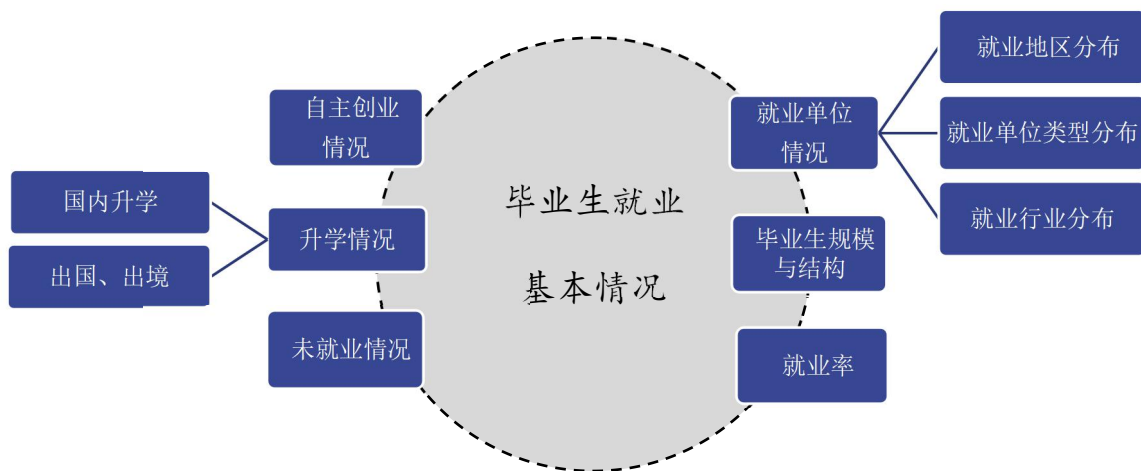 就业地区分布
自主创业
情况
就业单位
情况
就业单位类型分布
国内升学
毕业生就业
基本情况
升学情况
毕业生规模
与结构
就业行业分布
出国、出境
未就业情况
就业率